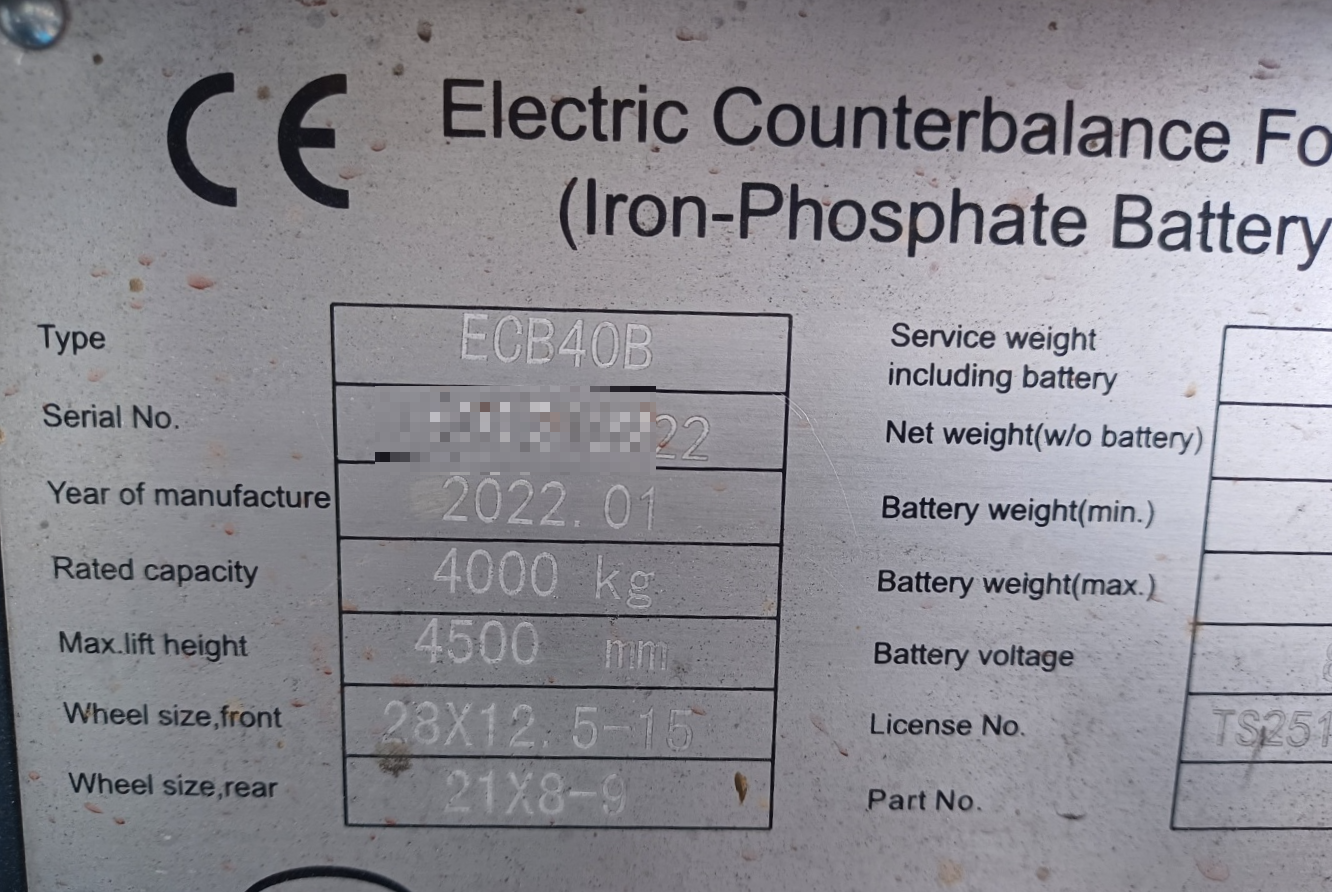 CE Electric Counterbalance Fo
(Iron-Phosphate Battery
Type ECB40B
Serial No. 22
Year of manufacture 2022.01
Rated capacity 4000 kg
Max.lift height 4500 mm
Wheel size,front 28X12.5-15
Wheel size,rear 21X8-9
Service weight
including battery
Net weight(w/o battery)
Battery weight(min.)
Battery weight(max.)
Battery voltage
License No. TS251
Part No.